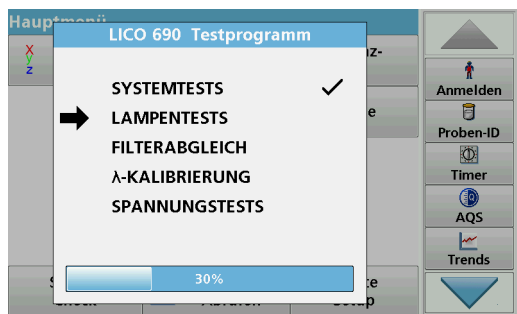 Hauptmenü
LICO 690 Testprogramm
x
y
z
SYSTEMTESTS
LAMPENTESTS
FILTERABGLEICH
λ-KALIBRIERUNG
SPANNUNGSTESTS
30%
Anmelden
Proben-ID
Timer
AQS
Trends